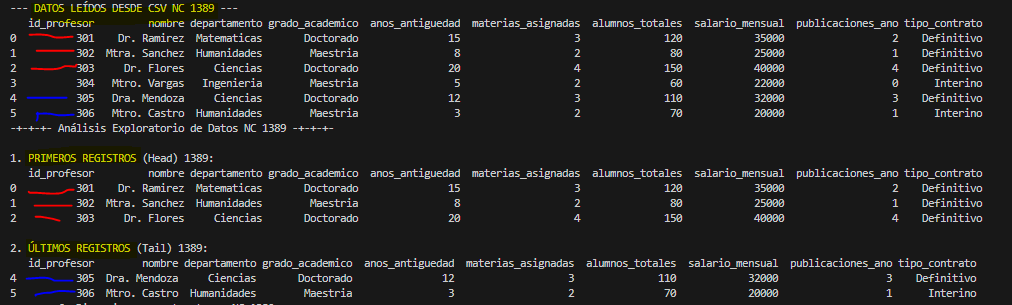 --- DATOS LEÍDOS DESDE CSV NC 1389 ---
id_profesor nombre departamento grado_academico anos_antiguedad materias_asignadas alumnos_totales salario_mensual publicaciones_ano tipo_contrato
0 301 Dr. Ramirez Matematicas Doctorado 15 3 120 35000 2 Definitivo
1 302 Mtra. Sanchez Humanidades Maestria 8 2 80 25000 1 Definitivo
2 303 Dr. Flores Ciencias Doctorado 20 4 150 40000 4 Definitivo
3 304 Mtro. Vargas Ingenieria Maestria 5 2 60 22000 0 Interino
4 305 Dra. Mendoza Ciencias Doctorado 12 3 110 32000 3 Definitivo
5 306 Mtro. Castro Humanidades Maestria 3 2 70 20000 1 Interino
-+-+-+- Análisis Exploratorio de Datos NC 1389 -+-+-+-
1. PRIMEROS REGISTROS (Head) 1389:
id_profesor nombre departamento grado_academico anos_antiguedad materias_asignadas alumnos_totales salario_mensual publicaciones_ano tipo_contrato
0 301 Dr. Ramirez Matematicas Doctorado 15 3 120 35000 2 Definitivo
1 302 Mtra. Sanchez Humanidades Maestria 8 2 80 25000 1 Definitivo
2 303 Dr. Flores Ciencias Doctorado 20 4 150 40000 4 Definitivo
2. ÚLTIMOS REGISTROS (Tail) 1389:
id_profesor nombre departamento grado_academico anos_antiguedad materias_asignadas alumnos_totales salario_mensual publicaciones_ano tipo_contrato
4 305 Dra. Mendoza Ciencias Doctorado 12 3 110 32000 3 Definitivo
5 306 Mtro. Castro Humanidades Maestria 3 2 70 20000 1 Interino